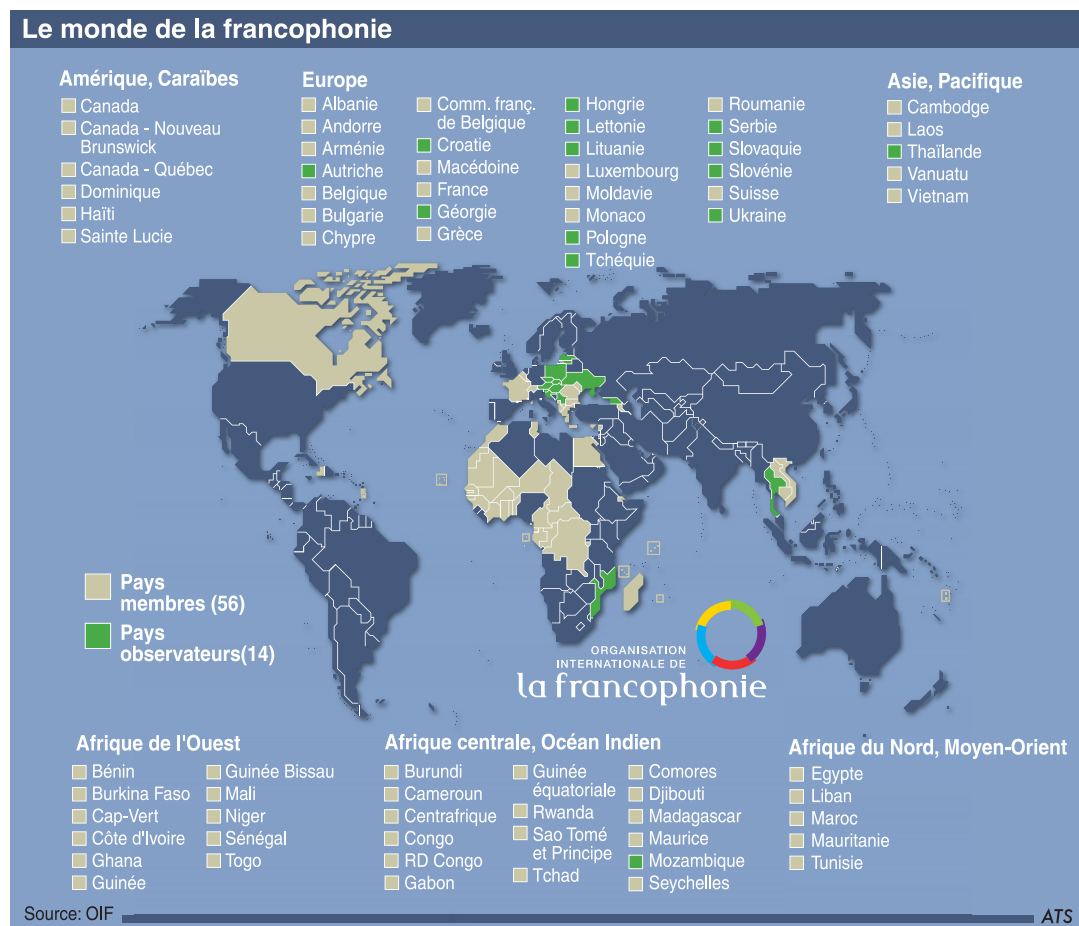 Le monde de la francophonie
Amérique, Caraïbes
Canada
Canada - Nouveau
Brunswick
Canada - Québec
Dominique
Haïti
Sainte Lucie
Europe
Albanie
Andorre
Arménie
Autriche
Belgique
Bulgarie
Chypre
Comm. franç.
de Belgique
Croatie
Macédoine
France
Géorgie
Grèce
Hongrie
Lettonie
Lituanie
Luxembourg
Moldavie
Monaco
Pologne
Tchéquie
Roumanie
Serbie
Slovaquie
Slovénie
Suisse
Ukraine
Asie, Pacifique
Cambodge
Laos
Thaïlande
Vanuatu
Vietnam
Pays
membres (56)
Pays
observateurs(14)
ORGANISATION
INTERNATIONALE DE
la francophonie
Afrique de l'Ouest
Bénin
Burkina Faso
Cap-Vert
Côte d'Ivoire
Ghana
Guinée
Guinée Bissau
Mali
Niger
Sénégal
Togo
Afrique centrale, Océan Indien
Burundi
Cameroun
Centrafrique
Congo
RD Congo
Gabon
Guinée
équatoriale
Rwanda
Sao Tomé
et Principe
Tchad
Comores
Djibouti
Madagascar
Maurice
Mozambique
Seychelles
Afrique du Nord, Moyen-Orient
Egypte
Liban
Maroc
Mauritanie
Tunisie
Source: OIF
ATS